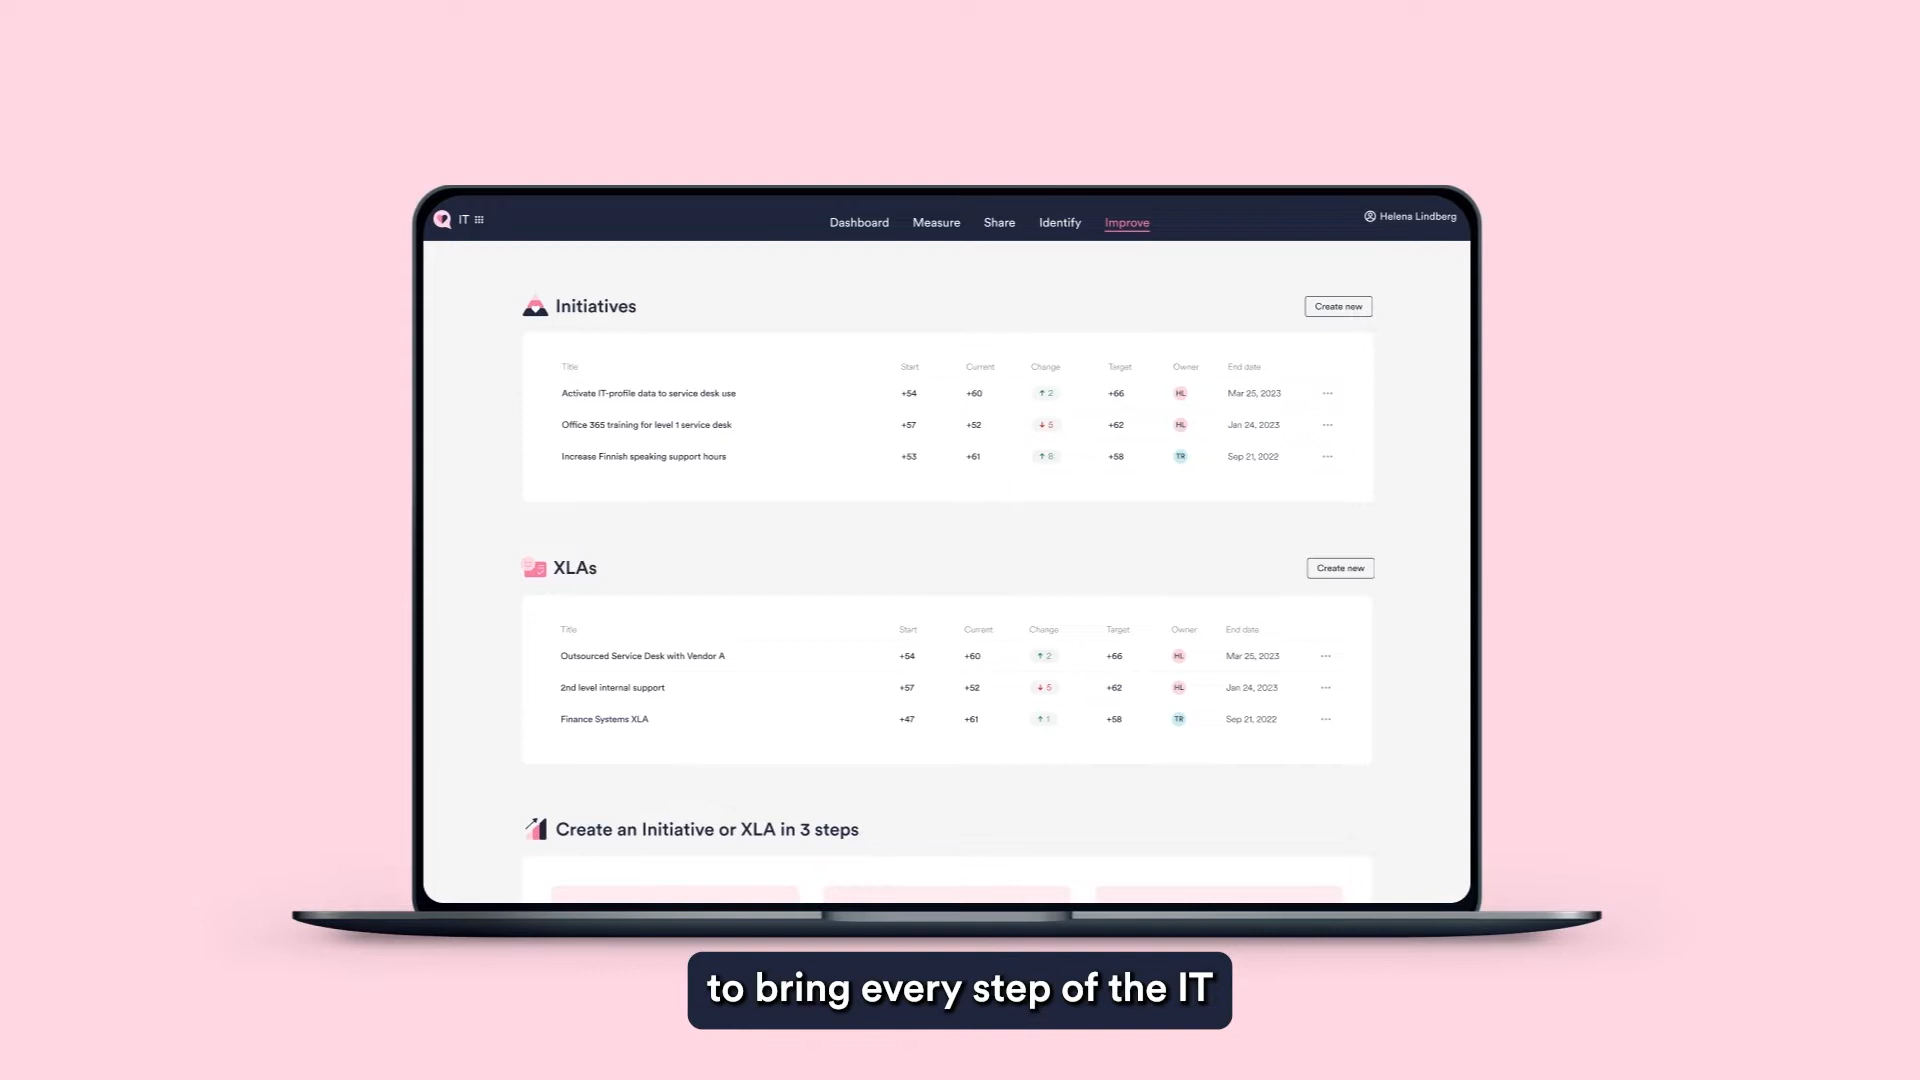 IT
Dashboard Measure Share Identify Improve
Helena Lindberg
Initiatives
Create new
Title Start Current Change Target Owner End date
Activate IT-profile data to service desk use +54 +60 ↑ 2 +66 HL Mar 25, 2023 ...
Office 365 training for level 1 service desk +57 +52 ↓ 5 +62 HL Jan 24, 2023 ...
Increase Finnish speaking support hours +53 +61 ↑ 8 +58 TR Sep 21, 2022 ...
XLAs
Create new
Title Start Current Change Target Owner End date
Outsourced Service Desk with Vendor A +54 +60 ↑ 2 +66 HL Mar 25, 2023 ...
2nd level internal support +57 +52 ↓ 5 +62 HL Jan 24, 2023 ...
Finance Systems XLA +47 +61 ↑ 1 +58 TR Sep 21, 2022 ...
Create an Initiative or XLA in 3 steps
to bring every step of the IT